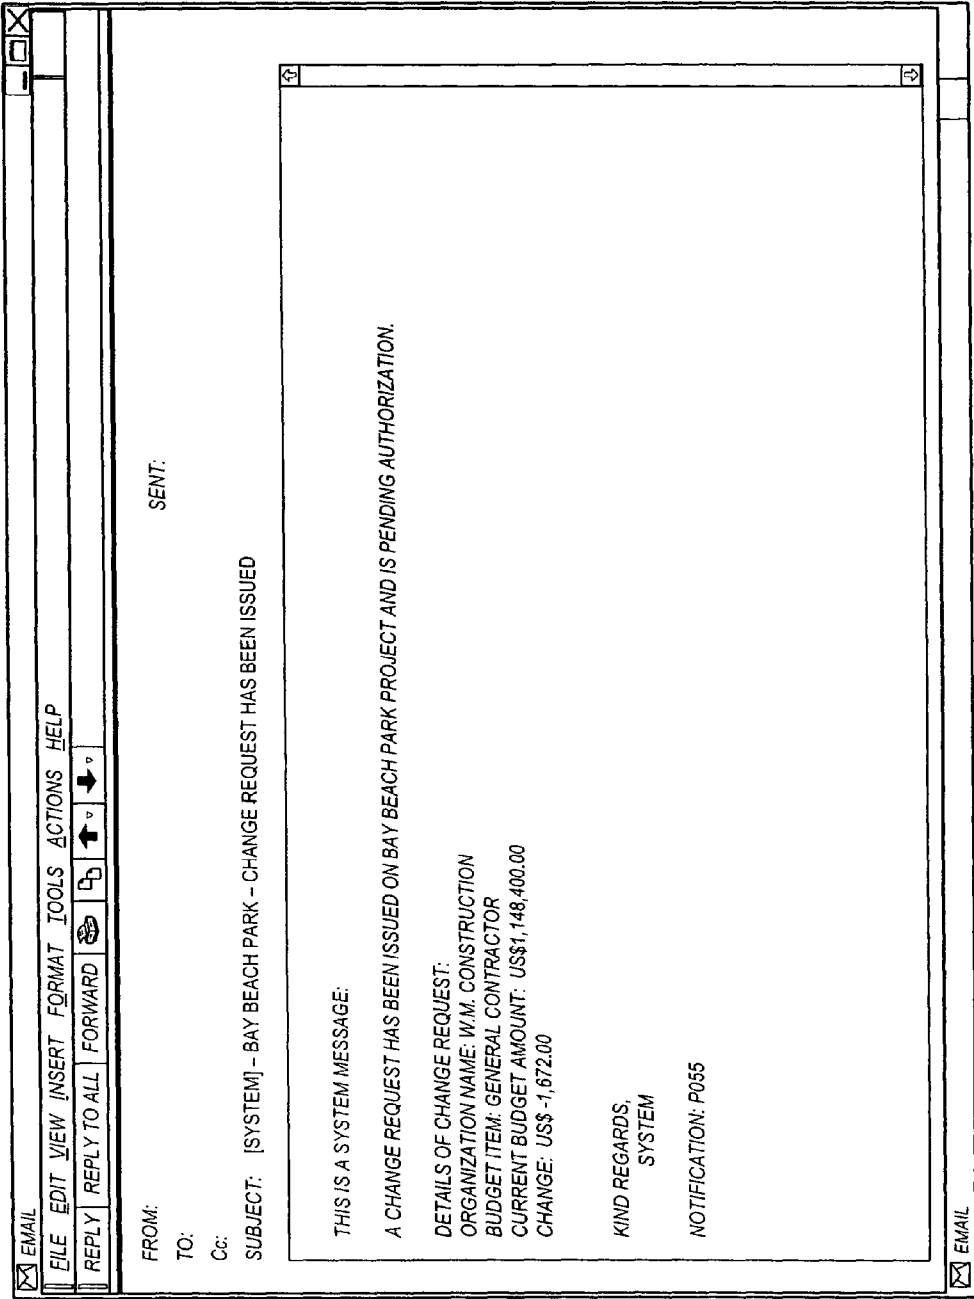 EMAIL
FILE EDIT VIEW INSERT FORMAT TOOLS ACTIONS HELP
REPLY REPLY TO ALL FORWARD
FROM: SENT:
TO:
Cc:
SUBJECT: [SYSTEM] – BAY BEACH PARK – CHANGE REQUEST HAS BEEN ISSUED
THIS IS A SYSTEM MESSAGE:
A CHANGE REQUEST HAS BEEN ISSUED ON BAY BEACH PARK PROJECT AND IS PENDING AUTHORIZATION.
DETAILS OF CHANGE REQUEST:
ORGANIZATION NAME: W.M. CONSTRUCTION
BUDGET ITEM: GENERAL CONTRACTOR
CURRENT BUDGET AMOUNT: US$1,148,400.00
CHANGE: US$ -1,672.00
KIND REGARDS,
SYSTEM
NOTIFICATION: P055
EMAIL